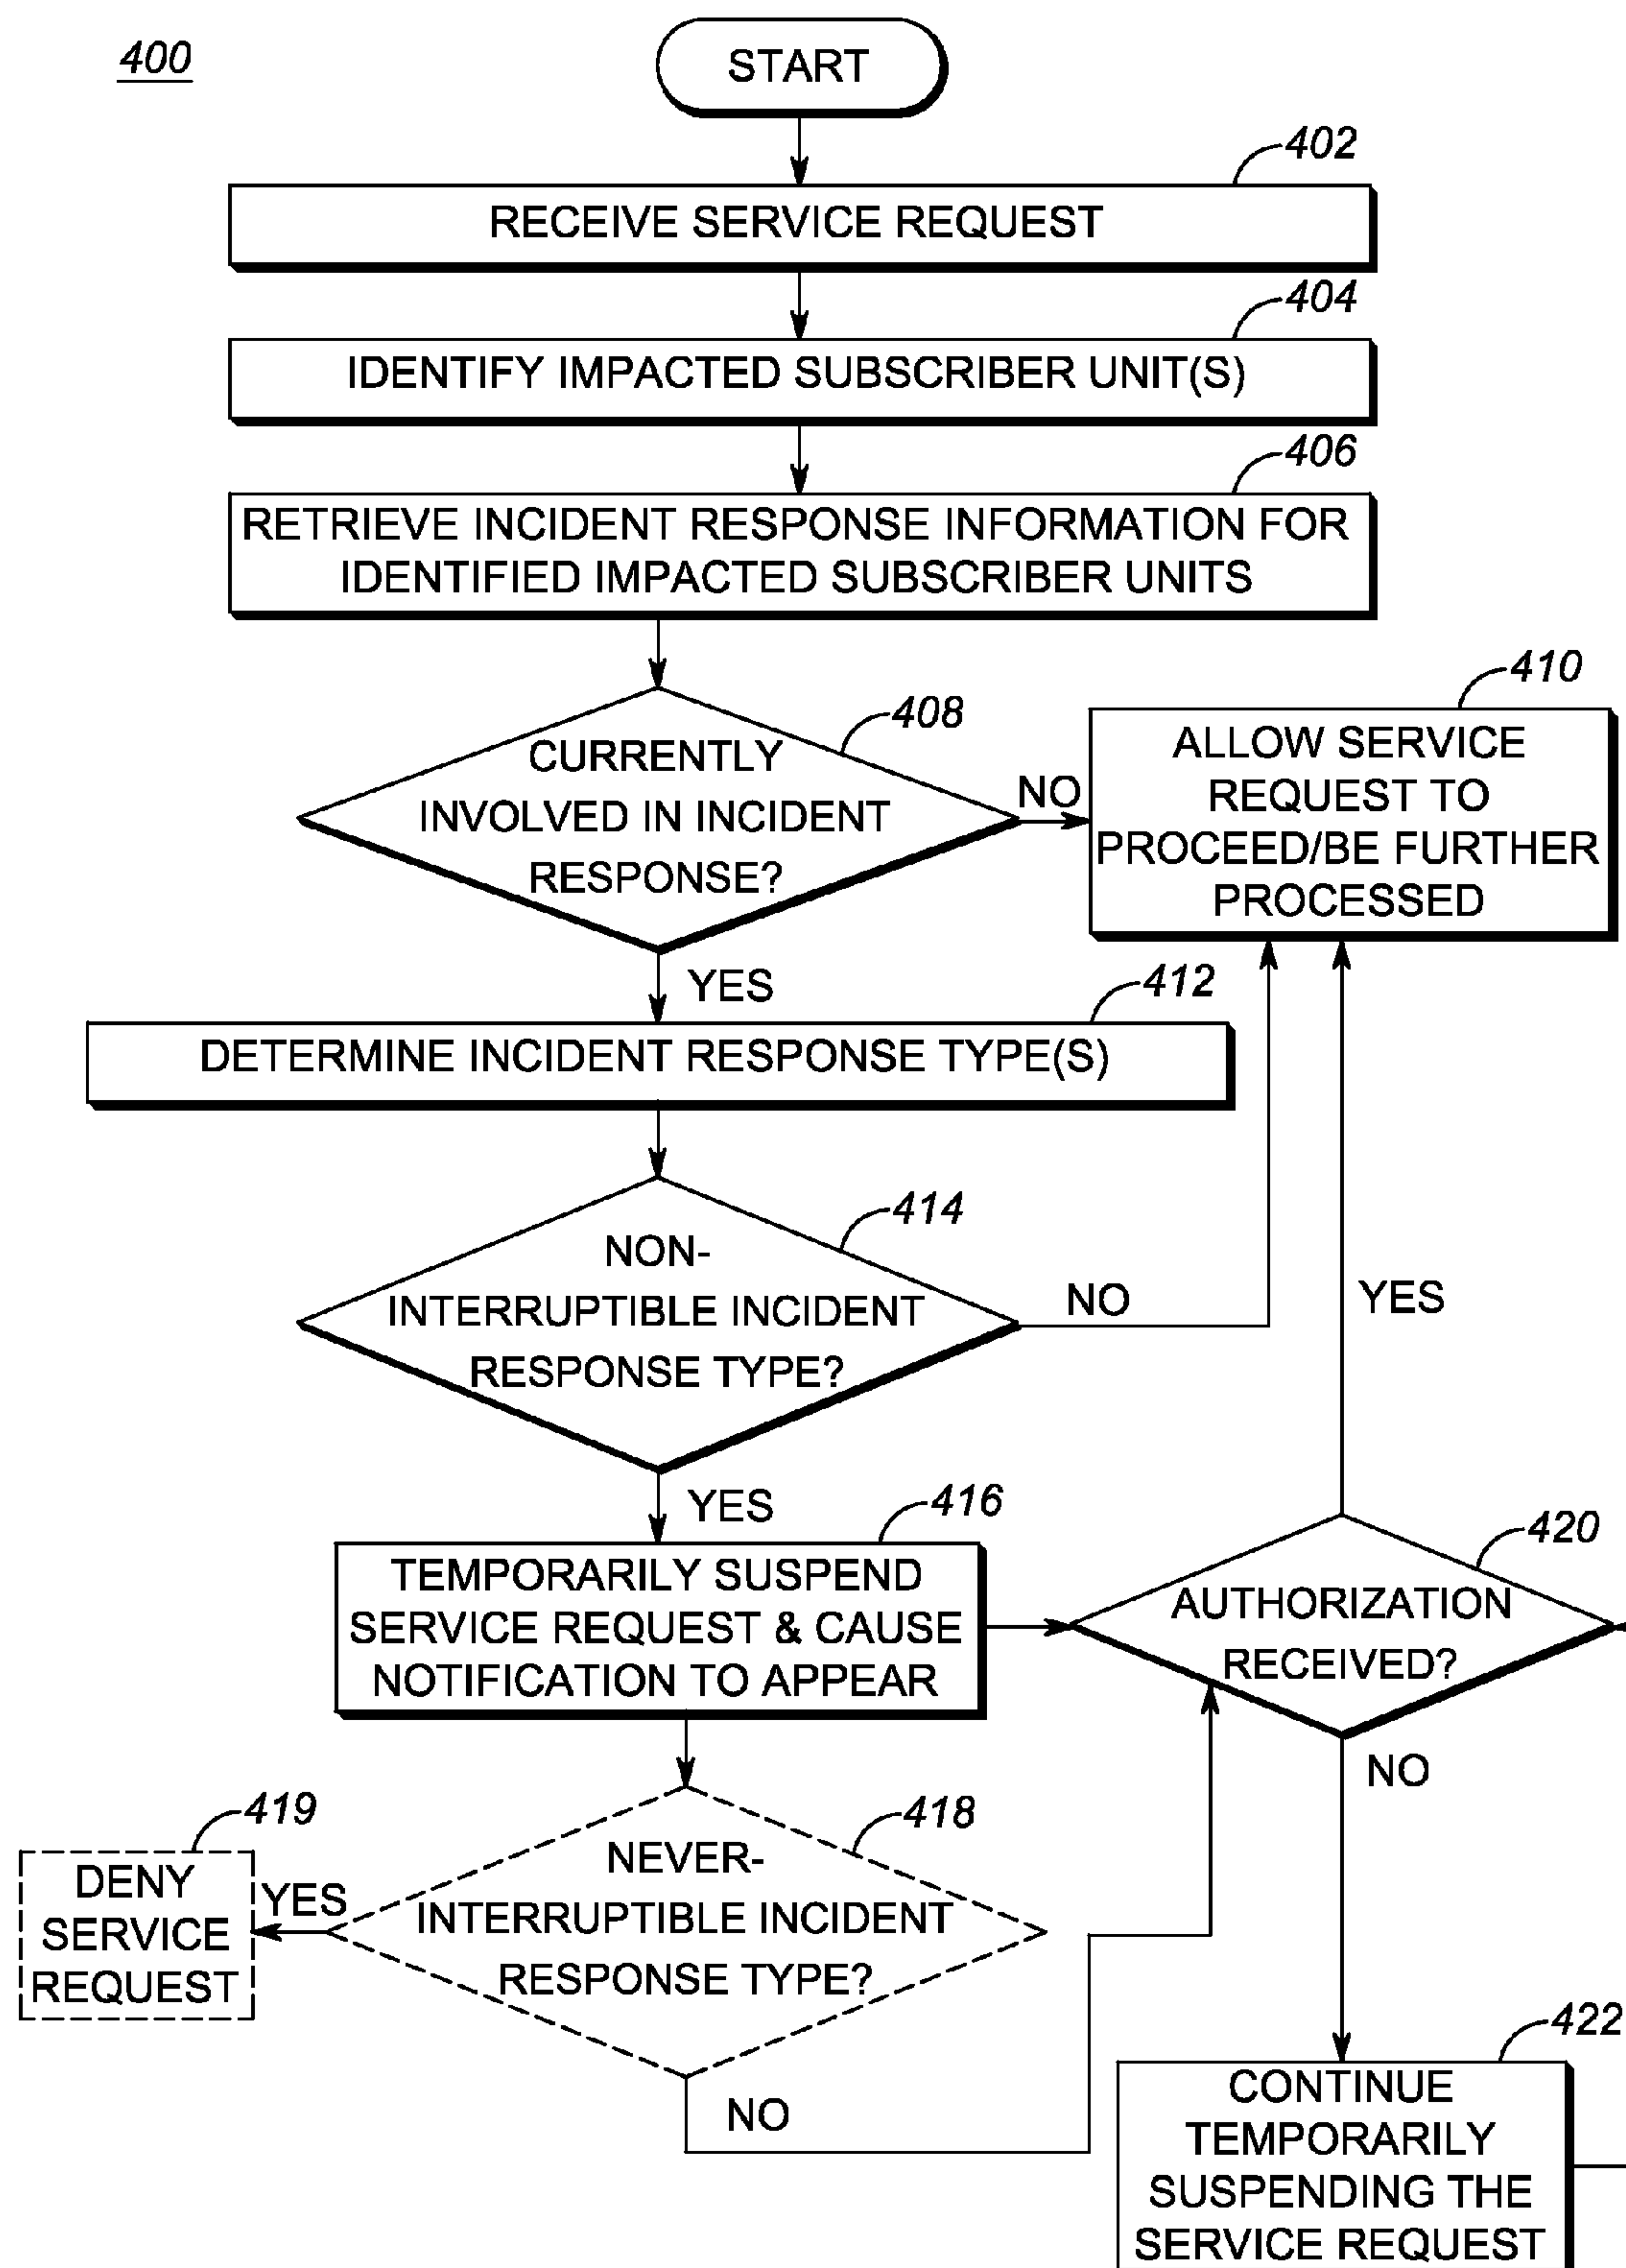 400
START
402
RECEIVE SERVICE REQUEST
404
IDENTIFY IMPACTED SUBSCRIBER UNIT(S)
406
RETRIEVE INCIDENT RESPONSE INFORMATION FOR
IDENTIFIED IMPACTED SUBSCRIBER UNITS
408
CURRENTLY
INVOLVED IN INCIDENT
RESPONSE?
NO
410
ALLOW SERVICE
REQUEST TO
PROCEED/BE FURTHER
PROCESSED
YES
412
DETERMINE INCIDENT RESPONSE TYPE(S)
414
NON-
INTERRUPTIBLE INCIDENT
RESPONSE TYPE?
NO
YES
YES
416
TEMPORARILY SUSPEND
SERVICE REQUEST & CAUSE
NOTIFICATION TO APPEAR
420
AUTHORIZATION
RECEIVED?
NO
418
NEVER-
INTERRUPTIBLE INCIDENT
RESPONSE TYPE?
YES
419
DENY
SERVICE
REQUEST
NO
422
CONTINUE
TEMPORARILY
SUSPENDING THE
SERVICE REQUEST